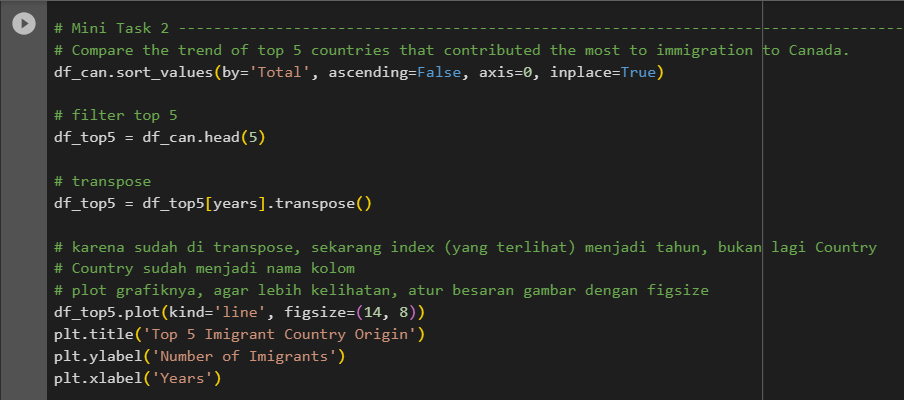 # Mini Task 2 ---------------------------------------------------------------------------------
# Compare the trend of top 5 countries that contributed the most to immigration to Canada.
df_can.sort_values(by='Total', ascending=False, axis=0, inplace=True)
# filter top 5
df_top5 = df_can.head(5)
# transpose
df_top5 = df_top5[years].transpose()
# karena sudah di transpose, sekarang index (yang terlihat) menjadi tahun, bukan lagi Country
# Country sudah menjadi nama kolom
# plot grafiknya, agar lebih kelihatan, atur besaran gambar dengan figsize
df_top5.plot(kind='line', figsize=(14, 8))
plt.title('Top 5 Imigrant Country Origin')
plt.ylabel('Number of Imigrants')
plt.xlabel('Years')